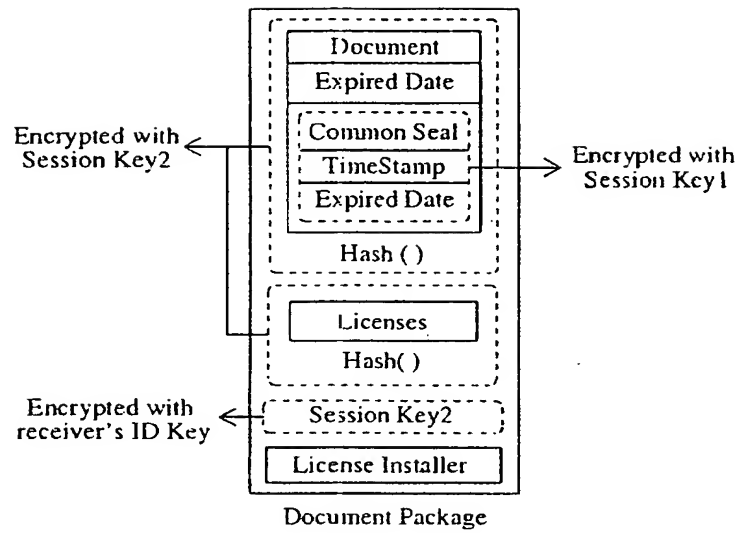 Document
Expired Date
Common Seal
TimeStamp
Expired Date
Hash ( )
Encrypted with
Session Key2
Encrypted with
Session Key1
Licenses
Hash( )
Encrypted with
receiver's ID Key
Session Key2
License Installer
Document Package